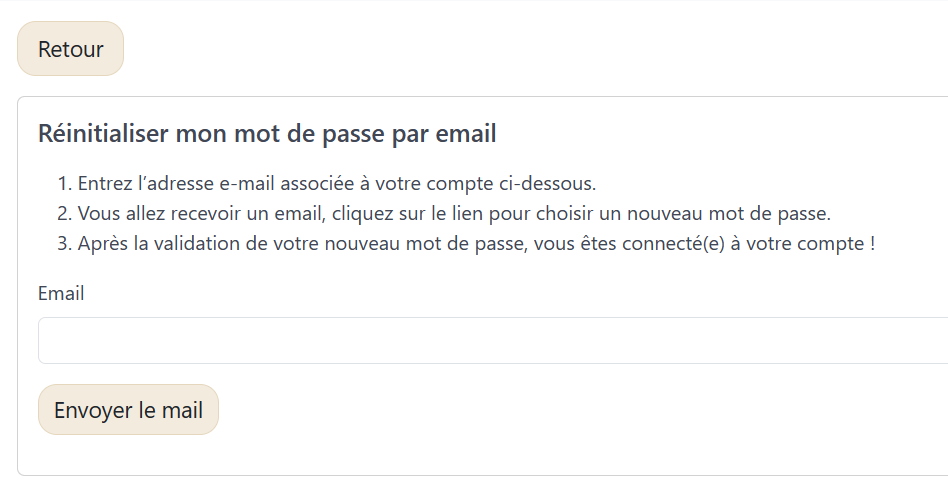 Retour
Réinitialiser mon mot de passe par email
1. Entrez l’adresse e-mail associée à votre compte ci-dessous.
2. Vous allez recevoir un email, cliquez sur le lien pour choisir un nouveau mot de passe.
3. Après la validation de votre nouveau mot de passe, vous êtes connecté(e) à votre compte !
Email
Envoyer le mail